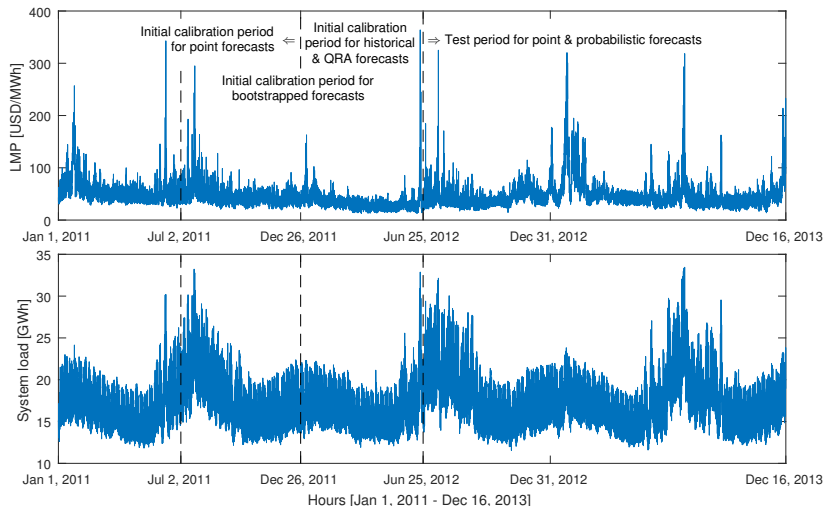 400
300
200
100
0
LMP [USD/MWh]
Initial calibration period
for point forecasts ⇐
Initial calibration
period for historical
& QRA forecasts
⇒ Test period for point & probabilistic forecasts
Initial calibration period for
bootstrapped forecasts
Jan 1, 2011 Jul 2, 2011 Dec 26, 2011 Jun 25, 2012 Dec 31, 2012 Dec 16, 2013
35
30
25
20
15
10
System load [GWh]
Jan 1, 2011 Jul 2, 2011 Dec 26, 2011 Jun 25, 2012 Dec 31, 2012 Dec 16, 2013
Hours [Jan 1, 2011 - Dec 16, 2013]